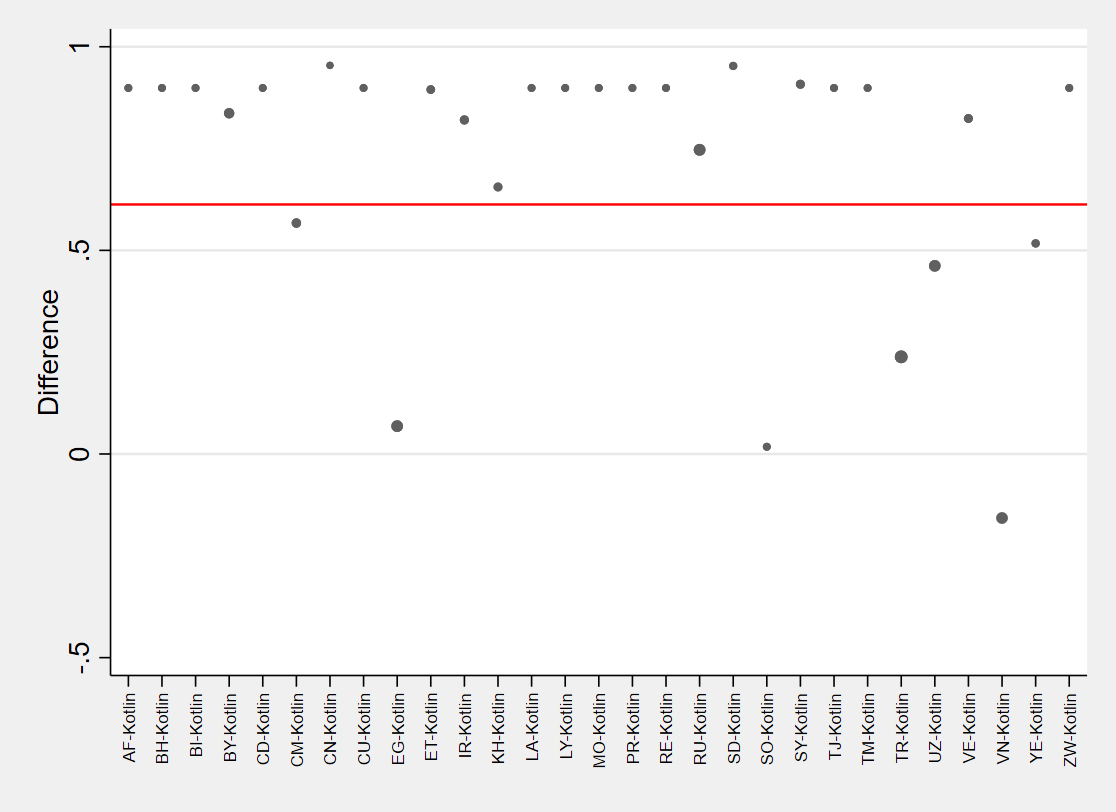 Difference
1
.5
0
-.5
AF-Kotlin
BH-Kotlin
BI-Kotlin
BY-Kotlin
CD-Kotlin
CM-Kotlin
CN-Kotlin
CU-Kotlin
EG-Kotlin
ET-Kotlin
IR-Kotlin
KH-Kotlin
LA-Kotlin
LY-Kotlin
MO-Kotlin
PR-Kotlin
RE-Kotlin
RU-Kotlin
SD-Kotlin
SO-Kotlin
SY-Kotlin
TJ-Kotlin
TM-Kotlin
TR-Kotlin
UZ-Kotlin
VE-Kotlin
VN-Kotlin
YE-Kotlin
ZW-Kotlin